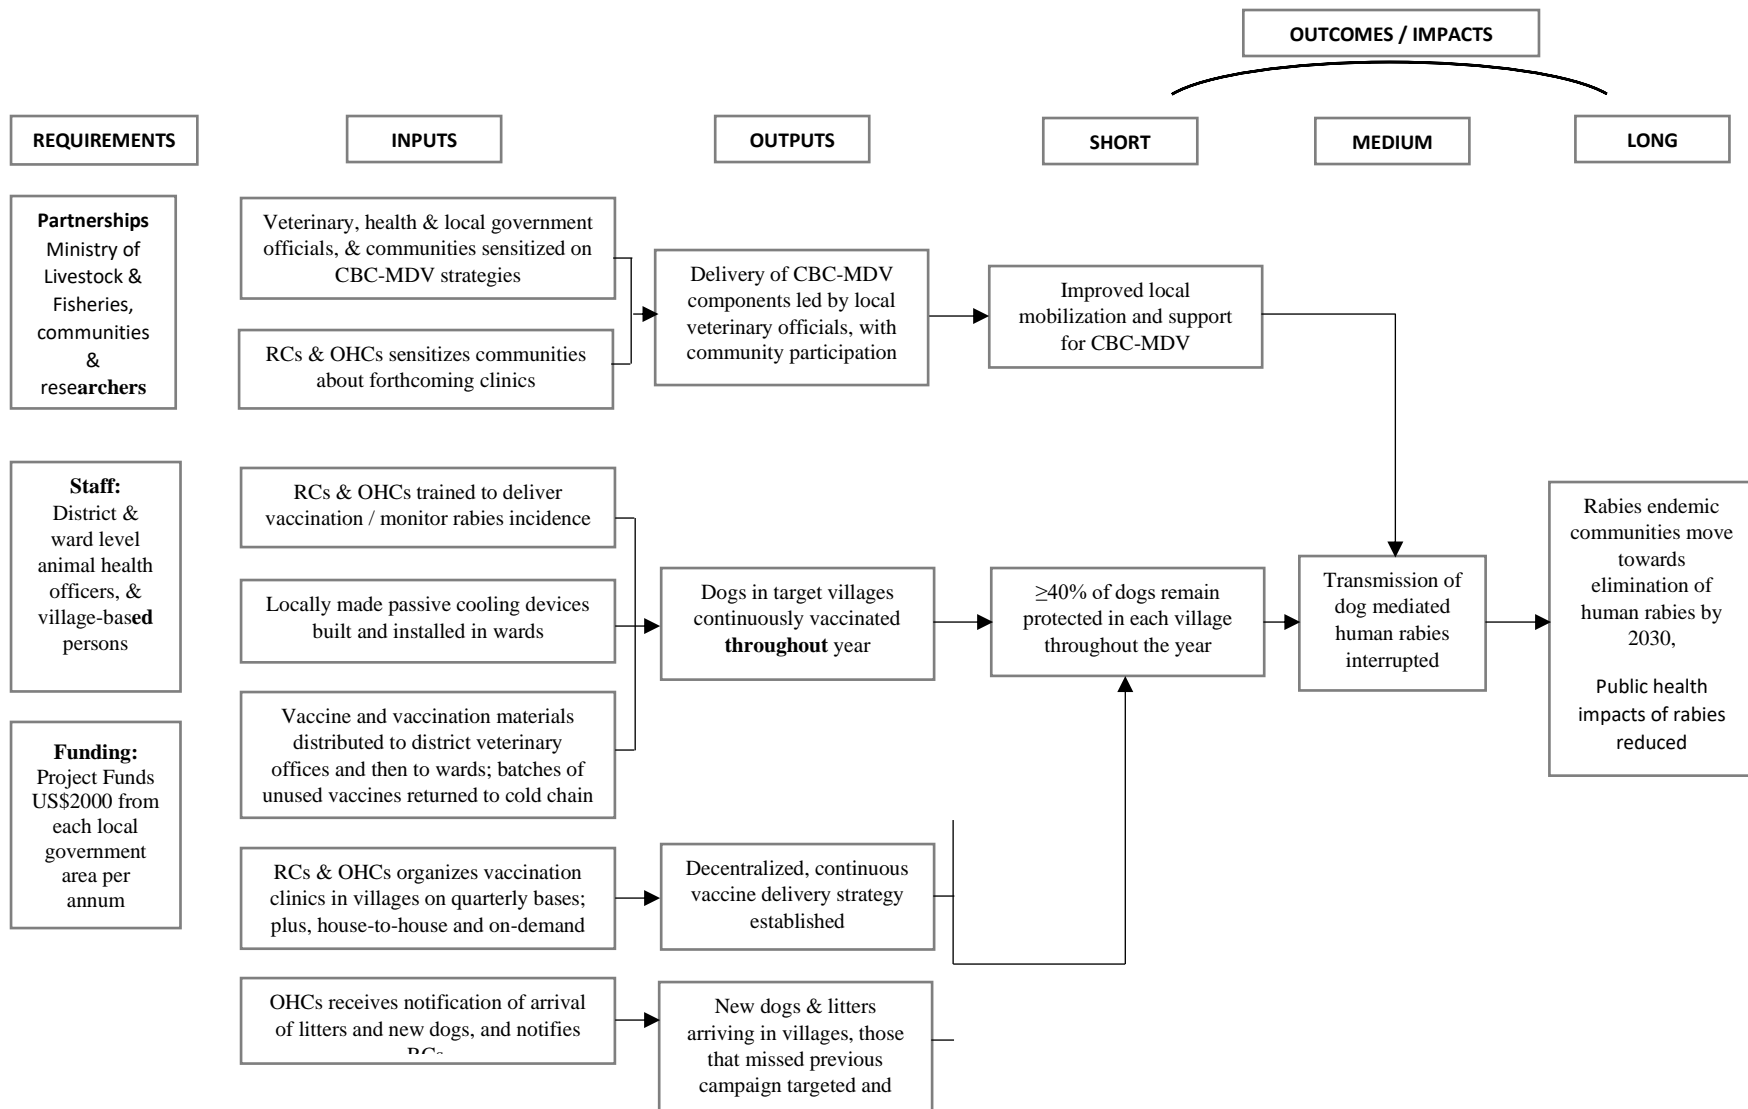 OUTCOMES / IMPACTS
REQUIREMENTS
INPUTS
OUTPUTS
SHORT
MEDIUM
LONG
Partnerships
Ministry of
Livestock &
Fisheries,
communities
&
researchers
Veterinary, health & local government
officials, & communities sensitized on
CBC-MDV strategies
RCs & OHCs sensitizes communities
about forthcoming clinics
Delivery of CBC-MDV
components led by local
veterinary officials, with
community participation
Improved local
mobilization and support
for CBC-MDV
Staff:
District &
ward level
animal health
officers, &
village-based
persons
RCs & OHCs trained to deliver
vaccination / monitor rabies incidence
Locally made passive cooling devices
built and installed in wards
Vaccine and vaccination materials
distributed to district veterinary
offices and then to wards; batches of
unused vaccines returned to cold chain
Dogs in target villages
continuously vaccinated
throughout year
≥40% of dogs remain
protected in each village
throughout the year
Transmission of
dog mediated
human rabies
interrupted
Rabies endemic
communities move
towards
elimination of
human rabies by
2030,
Public health
impacts of rabies
reduced
Funding:
Project Funds
US$2000 from
each local
government
area per
annum
RCs & OHCs organizes vaccination
clinics in villages on quarterly bases;
plus, house-to-house and on-demand
Decentralized, continuous
vaccine delivery strategy
established
OHCs receives notification of arrival
of litters and new dogs, and notifies
New dogs & litters
arriving in villages, those
that missed previous
campaign targeted and